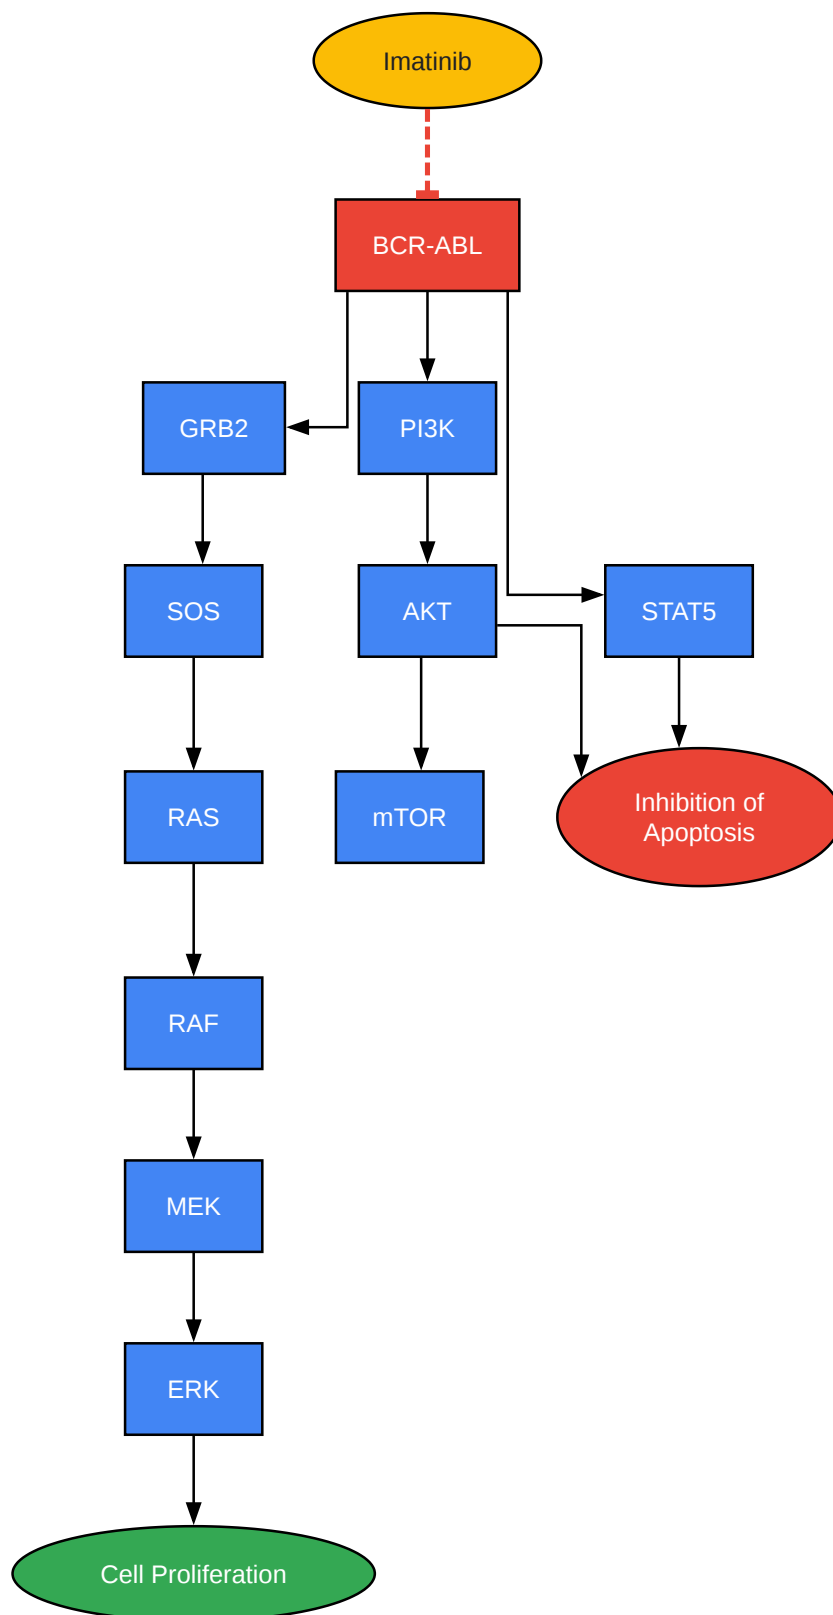 Imatinib
BCR-ABL
GRB2
PI3K
SOS
AKT
STAT5
RAS
mTOR
Inhibition of
Apoptosis
RAF
MEK
ERK
Cell Proliferation